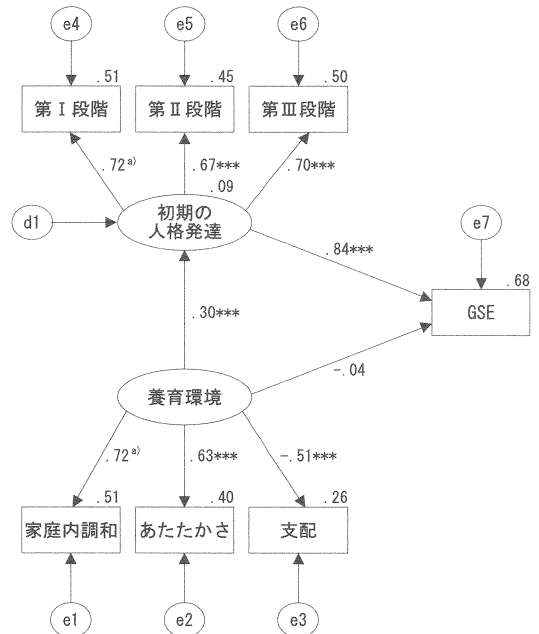 e4
e5
e6
.51
.45
.50
第Ⅰ段階
第Ⅱ段階
第Ⅲ段階
.72a)
.67***
.70***
.09
d1
初期の
人格発達
e7
.84***
.68
GSE
.30***
-.04
養育環境
.72a)
.63***
-.51***
.51
.40
.26
家庭内調和
あたたかさ
支配
e1
e2
e3